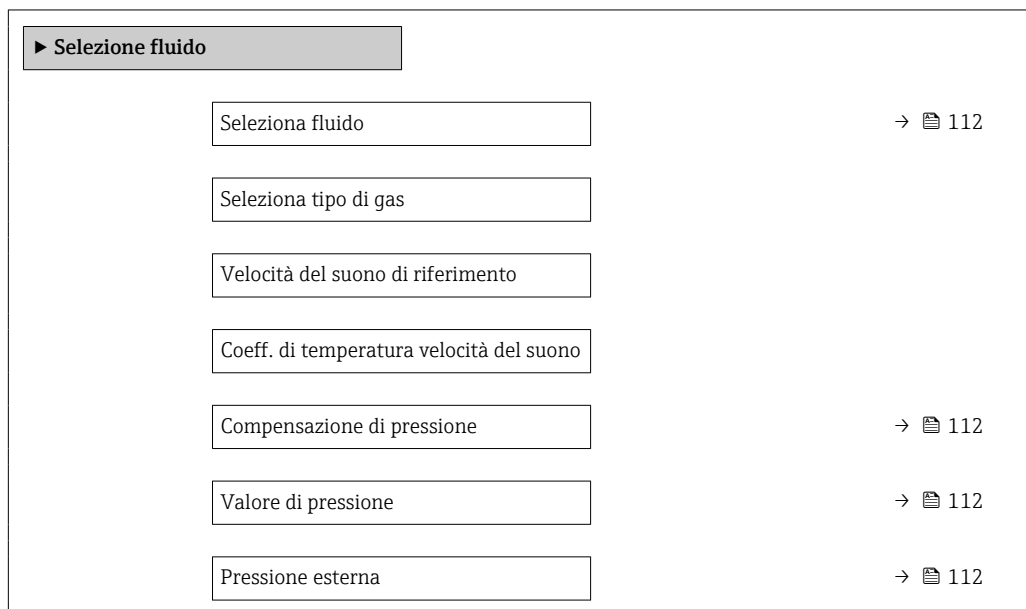 ▶ Selezione fluido
Seleziona fluido → 112
Seleziona tipo di gas
Velocità del suono di riferimento
Coeff. di temperatura velocità del suono
Compensazione di pressione → 112
Valore di pressione → 112
Pressione esterna → 112